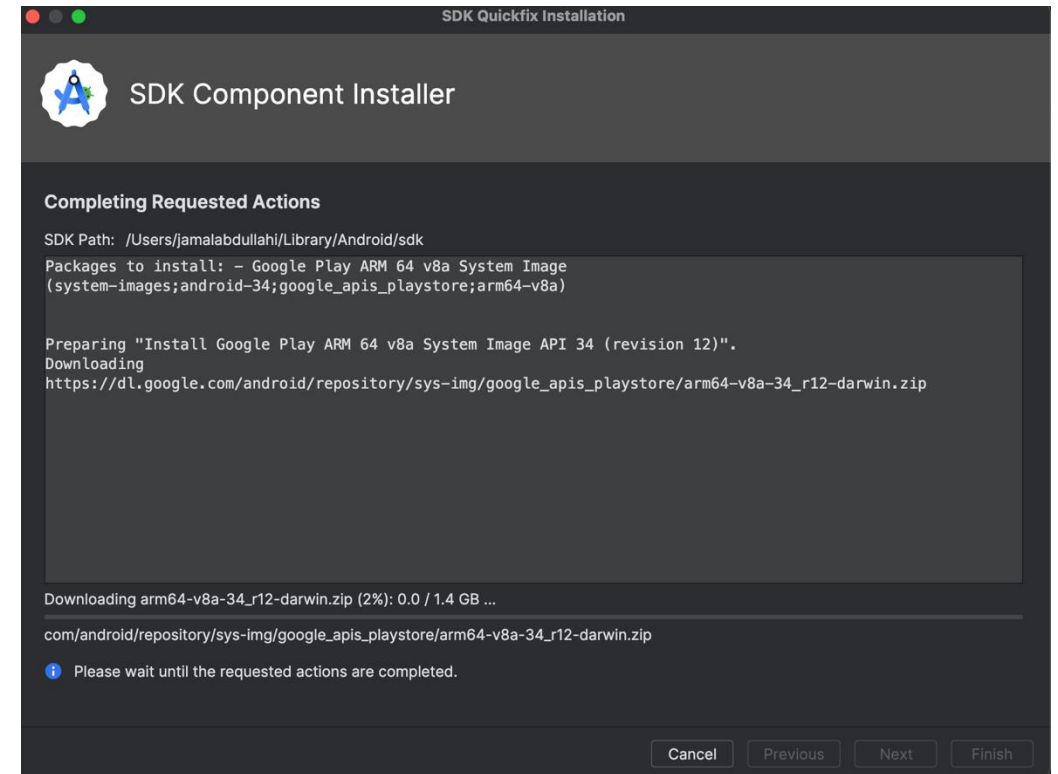 SDK Quickfix Installation
SDK Component Installer
Completing Requested Actions
SDK Path: /Users/jamalabdullahi/Library/Android/sdk
Packages to install: – Google Play ARM 64 v8a System Image
(system-images;android-34;google_apis_playstore;arm64-v8a)
Preparing "Install Google Play ARM 64 v8a System Image API 34 (revision 12)".
Downloading
https://dl.google.com/android/repository/sys-img/google_apis_playstore/arm64-v8a-34_r12-darwin.zip
Downloading arm64-v8a-34_r12-darwin.zip (2%): 0.0 / 1.4 GB ...
com/android/repository/sys-img/google_apis_playstore/arm64-v8a-34_r12-darwin.zip
Please wait until the requested actions are completed.
Cancel Previous Next Finish